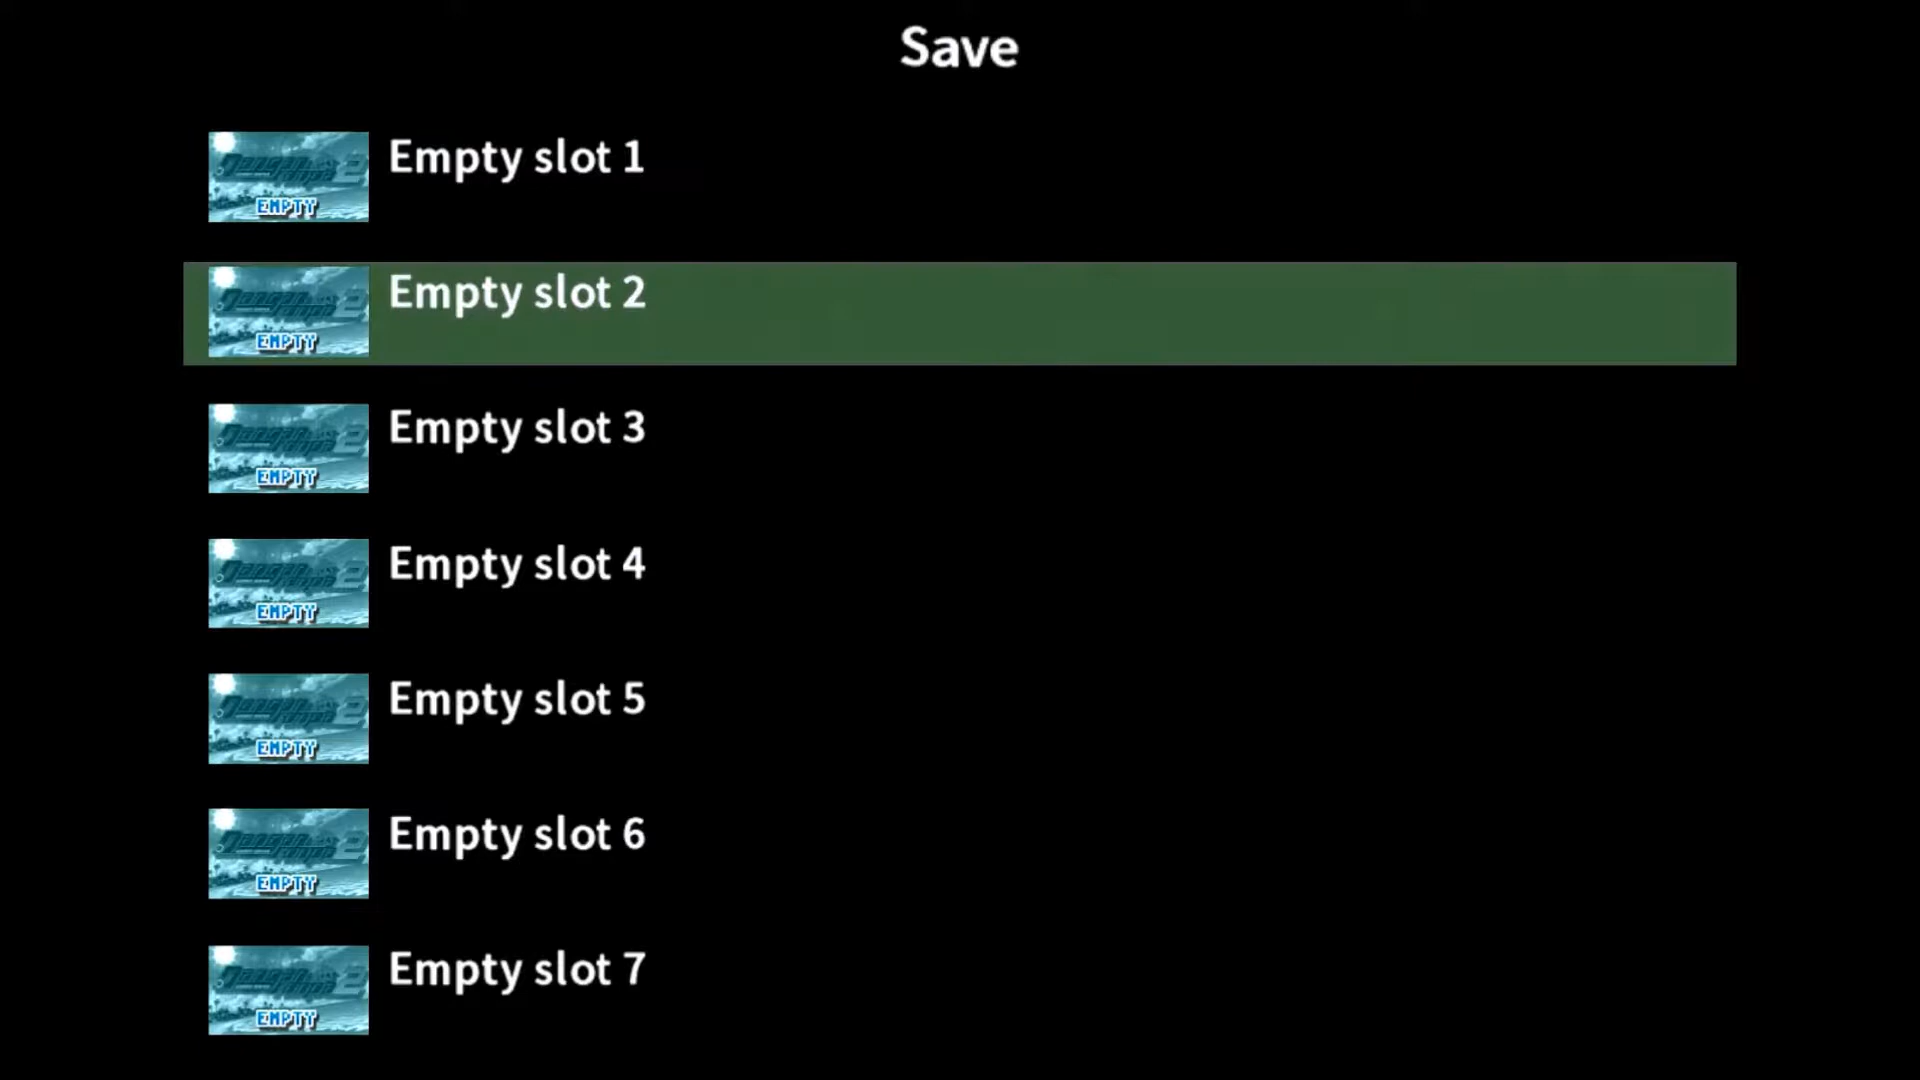 Save
Empty slot 1
EMPTY
Empty slot 2
EMPTY
Empty slot 3
EMPTY
Empty slot 4
EMPTY
Empty slot 5
EMPTY
Empty slot 6
EMPTY
Empty slot 7
EMPTY